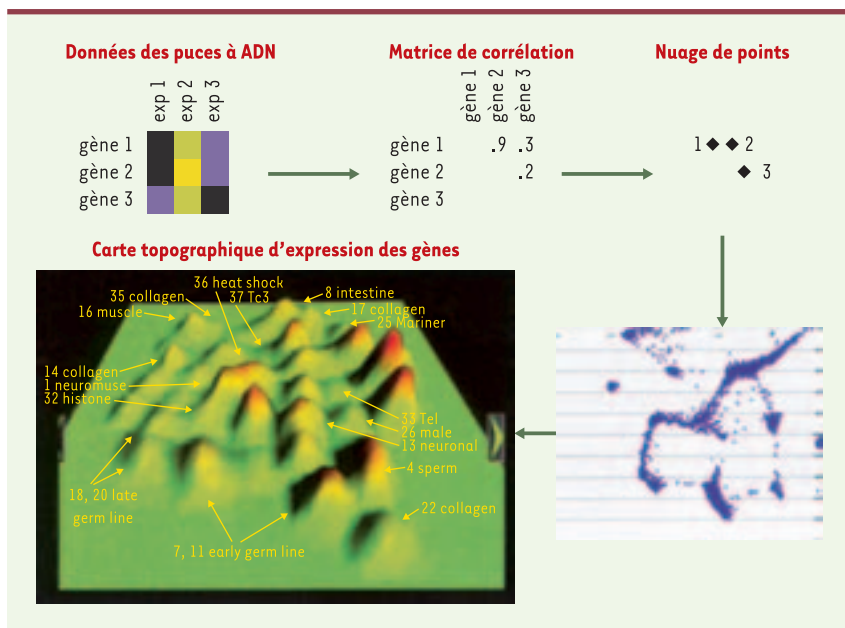 Données des puces à ADN
exp 1
exp 2
exp 3
gène 1
gène 2
gène 3
Matrice de corrélation
gène 1
gène 2
gène 3
gène 1 .9 .3
gène 2 .2
gène 3
Nuage de points
1 2
3
Carte topographique d'expression des gènes
36 heat shock
8 intestine
35 collagen
37 Tc3
16 muscle
17 collagen
25 Mariner
14 collagen
1 neuromusc
32 histone
33 Tel
26 male
13 neuronal
4 sperm
18, 20 late
germ line
22 collagen
7, 11 early germ line